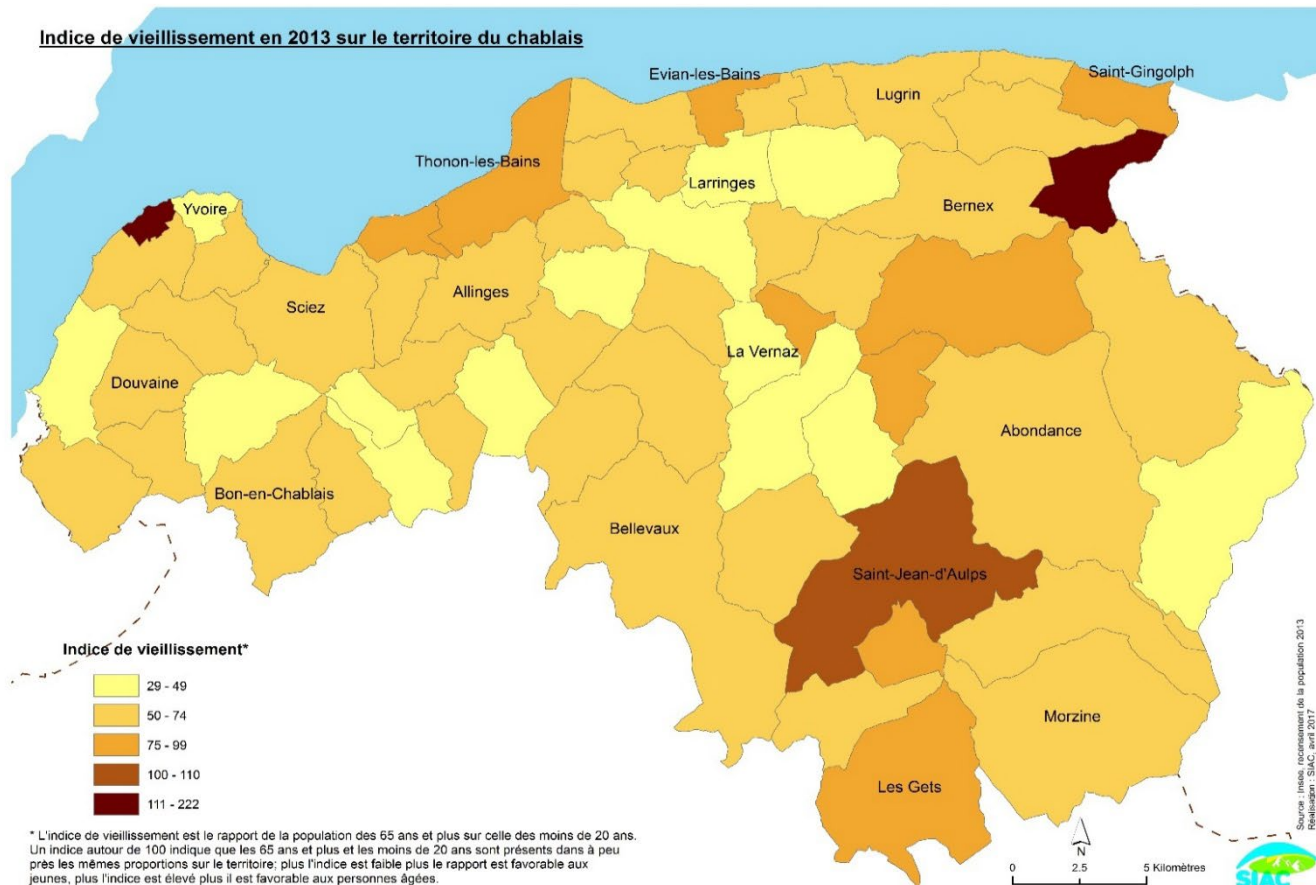 Indice de vieillissement en 2013 sur le territoire du chablais
Evian-les-Bains
Saint-Gingolph
Lugrin
Thonon-les-Bains
Larringes
Yvoire
Bernex
Sciez
Allinges
La Vernaz
Douvaine
Abondance
Bon-en-Chablais
Bellevaux
Saint-Jean-d'Aulps
Morzine
Les Gets
Indice de vieillissement*
29 - 49
50 - 74
75 - 99
100 - 110
111 - 222
* L'indice de vieillissement est le rapport de la population des 65 ans et plus sur celle des moins de 20 ans.
Un indice autour de 100 indique que les 65 ans et plus et les moins de 20 ans sont présents dans à peu
près les mêmes proportions sur le territoire; plus l'indice est faible plus le rapport est favorable aux
jeunes, plus l'indice est élevé plus il est favorable aux personnes âgées.
N
0 2.5 5 Kilomètres
Source : Insee, recensement de la population 2013
Réalisation : SIAC, avril 2017
SIAC